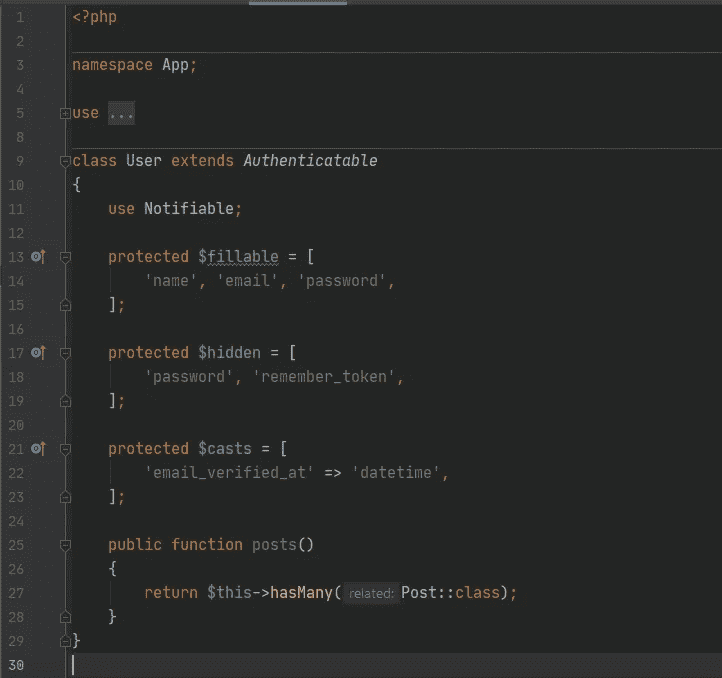 1 <?php
2
3 namespace App;
4
5 use ...
8
9 class User extends Authenticatable
10 {
11     use Notifiable;
12
13     protected $fillable = [
14         'name', 'email', 'password',
15     ];
16
17     protected $hidden = [
18         'password', 'remember_token',
19     ];
20
21     protected $casts = [
22         'email_verified_at' => 'datetime',
23     ];
24
25     public function posts()
26     {
27         return $this->hasMany( related: Post::class);
28     }
29 }
30